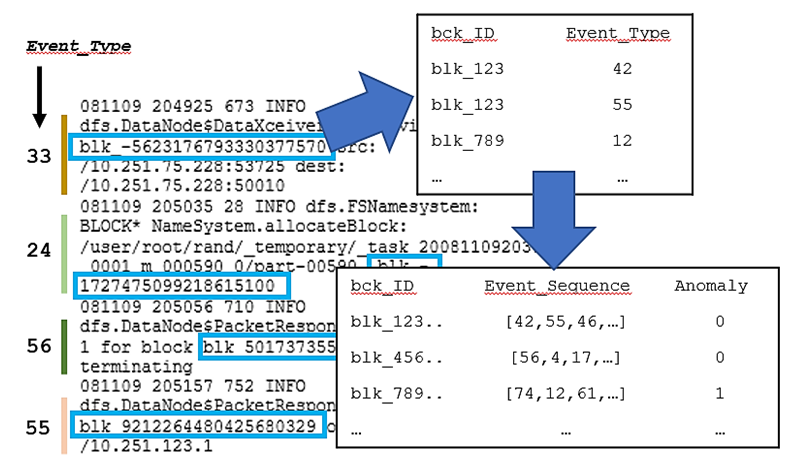 Event_Type
081109 204925 673 INFO
33
dfs.DataNode$DataXceiver
blk_-5623176793330377570 src:
/10.251.75.228:53725 dest:
/10.251.75.228:50010
081109 205035 28 INFO dfs.FSNamesystem:
24
BLOCK* NameSystem.allocateBlock:
/user/root/rand/_temporary/_task_20081109203
_0001_m_000590_0/part-00590. blk_-
1727475099218615100
081109 205056 710 INFO
56
dfs.DataNode$PacketRespon
1 for block blk_501737355
terminating
081109 205157 752 INFO
55
dfs.DataNode$PacketRespon
blk_9212264480425680329 o
/10.251.123.1
bck_ID Event_Type
blk_123 42
blk_123 55
blk_789 12
… …
bck_ID Event_Sequence Anomaly
blk_123.. [42,55,46,…] 0
blk_456.. [56,4,17,…] 0
blk_789.. [74,12,61,…] 1
… … …